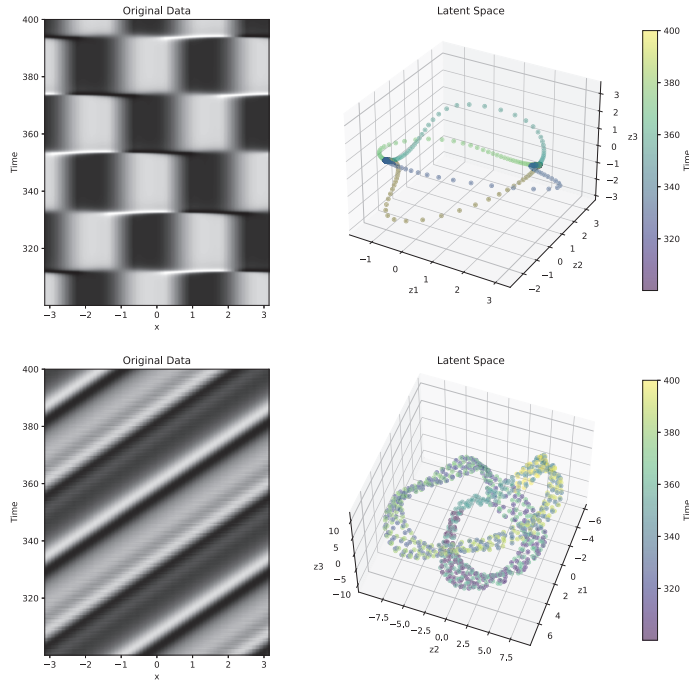 Original Data
Latent Space
400
380
360
340
320
Time
−3 −2 −1 0 1 2 3
x
3
2
1
0
−1
−2
−3
z3
3
2
1
0
−1
−2
z2
−1 0 1 2 3
z1
400
380
360
340
320
Time
Original Data
Latent Space
400
380
360
340
320
Time
−3 −2 −1 0 1 2 3
x
10
5
0
−5
−10
z3
−7.5 −5.0 −2.5 0.0 2.5 5.0 7.5
z2
−6
−4
−2
0
2
4
6
z1
400
380
360
340
320
Time